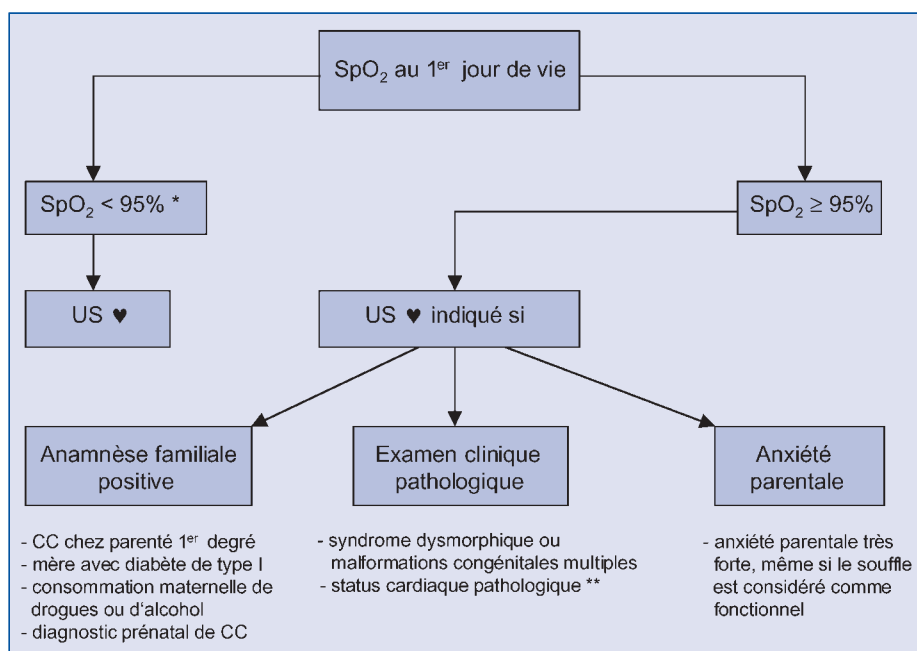 SpO₂ au 1er jour de vie
SpO₂ < 95% *
SpO₂ ≥ 95%
US ♥
US ♥ indiqué si
Anamnèse familiale
positive
Examen clinique
pathologique
Anxiété
parentale
- CC chez parenté 1er degré
- mère avec diabète de type I
- consommation maternelle de
drogues ou d'alcohol
- diagnostic prénatal de CC
- syndrome dysmorphique ou
malformations congénitales multiples
- status cardiaque pathologique **
- anxiété parentale très
forte, même si le souffle
est considéré comme
fonctionnel